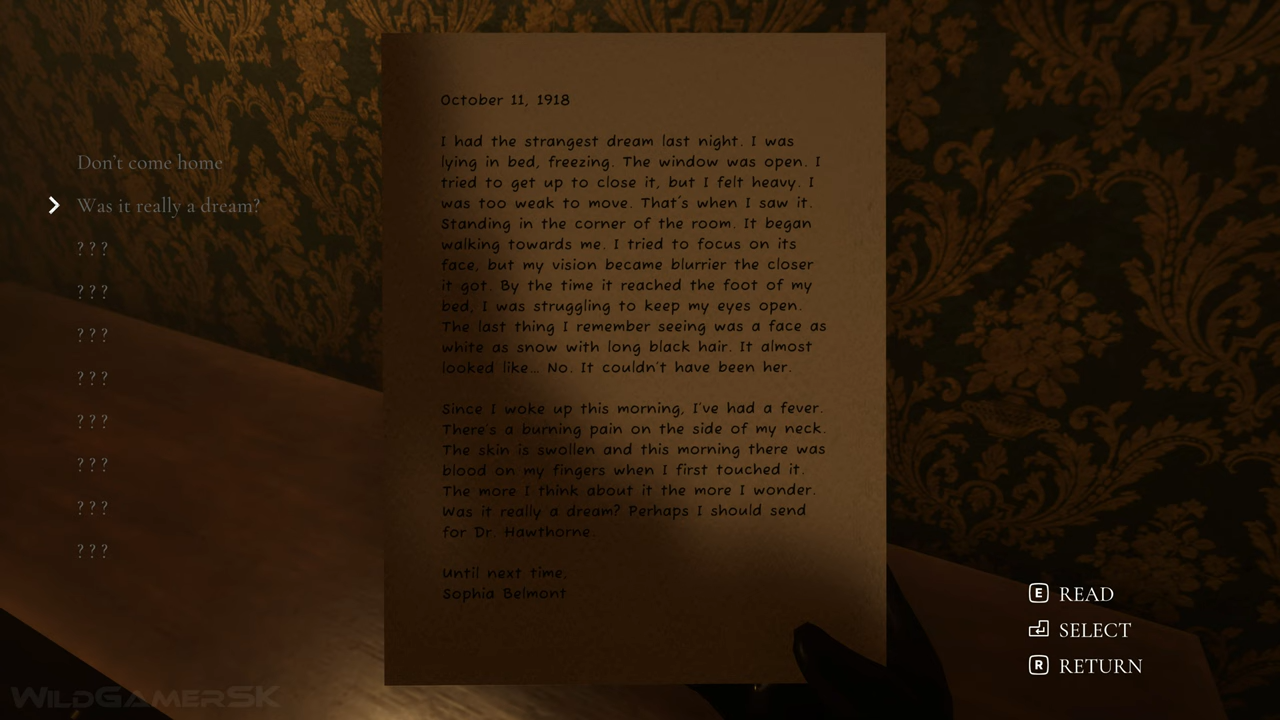 Don't come home
Was it really a dream?
???
???
???
???
???
???
???
???
October 11, 1918
I had the strangest dream last night. I was
lying in bed, freezing. The window was open. I
tried to get up to close it, but I felt heavy. I
was too weak to move. That's when I saw it.
Standing in the corner of the room. It began
walking towards me. I tried to focus on its
face, but my vision became blurrier the closer
it got. By the time it reached the foot of my
bed, I was struggling to keep my eyes open.
The last thing I remember seeing was a face as
white as snow with long black hair. It almost
looked like... No. It couldn't have been her.
Since I woke up this morning, I've had a fever.
There's a burning pain on the side of my neck.
The skin is swollen and this morning there was
blood on my fingers when I first touched it.
The more I think about it the more I wonder.
Was it really a dream? Perhaps I should send
for Dr. Hawthorne.
Until next time,
Sophia Belmont
E READ
SELECT
R RETURN
WildGamerSK